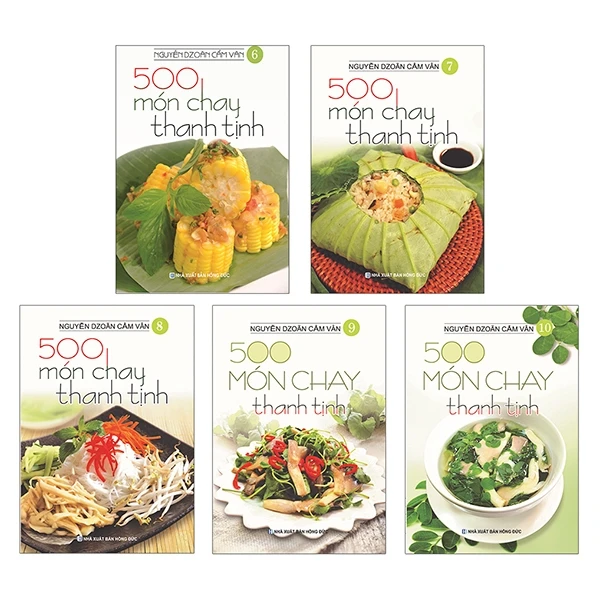 NGUYỄN DZOÃN CẨM VÂN 6
500
món chay
thanh tịnh
NHÀ XUẤT BẢN HỒNG ĐỨC
NGUYỄN DZOÃN CẨM VÂN 7
500
món chay
thanh tịnh
NHÀ XUẤT BẢN HỒNG ĐỨC
NGUYỄN DZOÃN CẨM VÂN 8
500
món chay
thanh tịnh
NHÀ XUẤT BẢN HỒNG ĐỨC
NGUYỄN DZOÃN CẨM VÂN 9
500
MÓN CHAY
thanh tịnh
NHÀ XUẤT BẢN HỒNG ĐỨC
NGUYỄN DZOÃN CẨM VÂN 10
500
MÓN CHAY
thanh tịnh
NHÀ XUẤT BẢN HỒNG ĐỨC